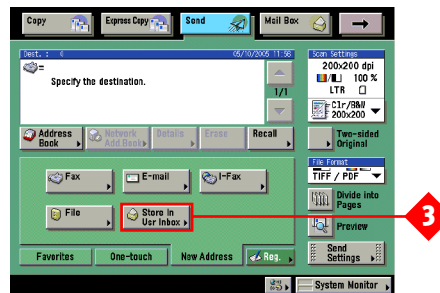 Copy
Express Copy
Send
Mail Box
Dest. : 0
05/10/2005 11:56
Specify the destination.
1/1
Scan Settings
200x200 dpi
100 %
LTR
Clr/B&W
200x200
Address Book
Network Add.Book
Details
Erase
Recall
Two-sided Original
File Format
TIFF / PDF
Fax
E-mail
I-Fax
Divide into Pages
File
Store in Usr Inbox
3
Preview
Favorites
One-touch
New Address
Reg.
Send Settings
System Monitor